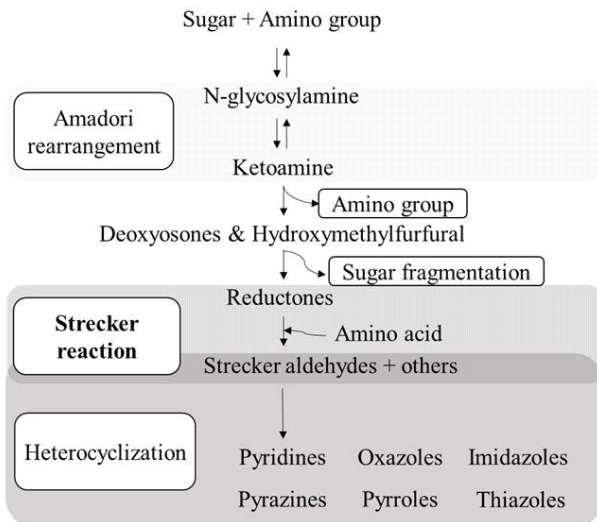 Sugar + Amino group
N-glycosylamine
Amadori
rearrangement
Ketoamine
Amino group
Deoxyosones & Hydroxymethylfurfural
Sugar fragmentation
Reductones
Strecker
reaction
Amino acid
Strecker aldehydes + others
Heterocyclization
Pyridines Oxazoles Imidazoles
Pyrazines Pyrroles Thiazoles